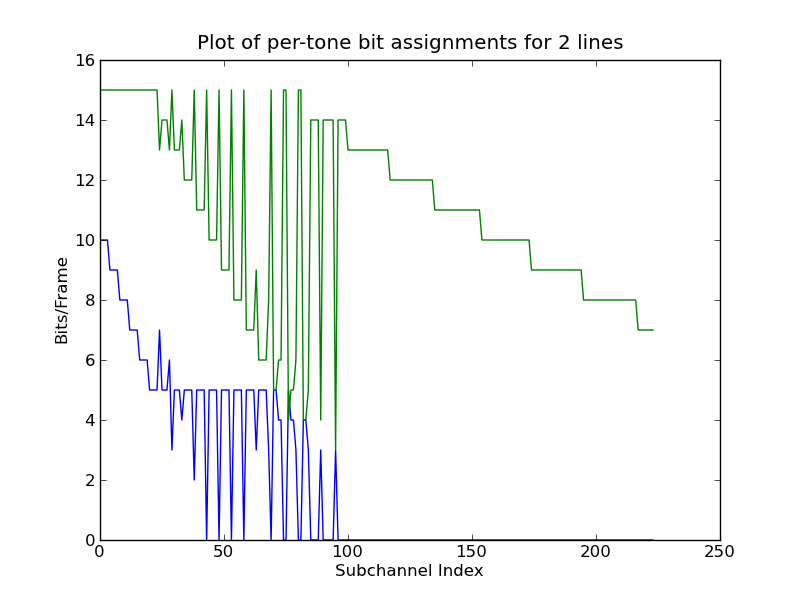 Plot of per-tone bit assignments for 2 lines
16
14
12
10
8
6
4
2
0
Bits/Frame
0 50 100 150 200 250
Subchannel Index